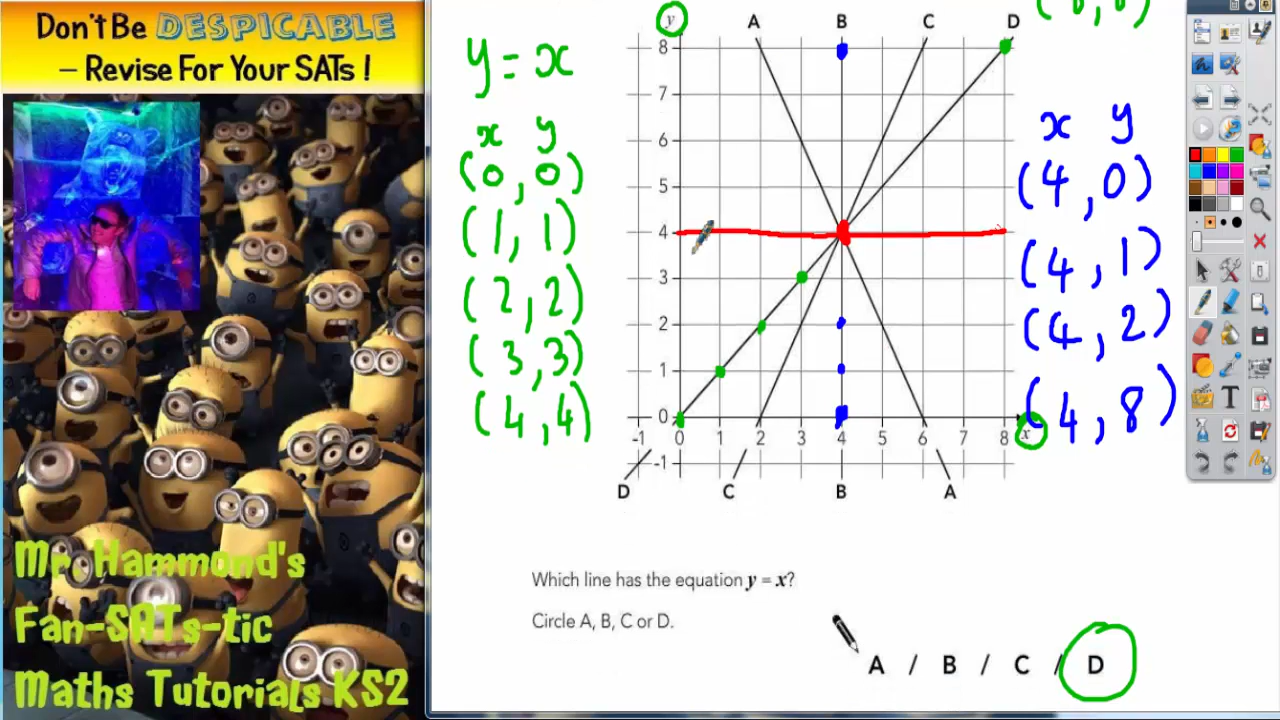 Don't Be DESPICABLE
– Revise For Your SATs !
Mr. Hammond's
Fan-SATs-tic
Maths Tutorials KS2
y = x
x y
(0, 0)
(1, 1)
(2, 2)
(3, 3)
(4, 4)
y A B C D
8
7
6
5
4
3
2
1
0
-1 0 1 2 3 4 5 6 7 8 x
-1
D C B A
x y
(4, 0)
(4, 1)
(4, 2)
(4, 8)
Which line has the equation y = x?
Circle A, B, C or D.
A / B / C / D